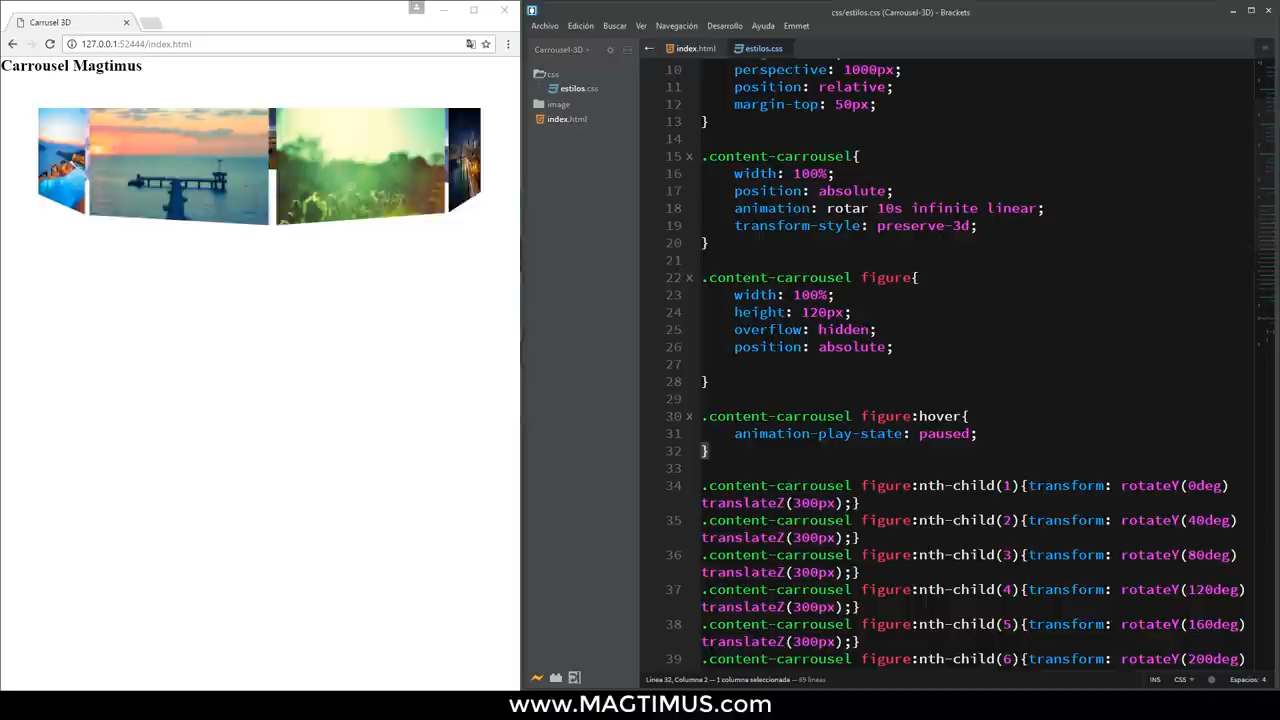 Carrusel 3D
127.0.0.1:52444/index.html
Carrousel Magtimus
css/estilos.css (Carrousel-3D) - Brackets
Archivo Edición Buscar Ver Navegación Desarrollo Ayuda Emmet
Carrousel-3D
css
estilos.css
image
index.html
index.html estilos.css
10 perspective: 1000px;
11 position: relative;
12 margin-top: 50px;
13 }
14
15 .content-carrousel{
16 width: 100%;
17 position: absolute;
18 animation: rotar 10s infinite linear;
19 transform-style: preserve-3d;
20 }
21
22 .content-carrousel figure{
23 width: 100%;
24 height: 120px;
25 overflow: hidden;
26 position: absolute;
27
28 }
29
30 .content-carrousel figure:hover{
31 animation-play-state: paused;
32 }
33
34 .content-carrousel figure:nth-child(1){transform: rotateY(0deg)
translateZ(300px);}
35 .content-carrousel figure:nth-child(2){transform: rotateY(40deg)
translateZ(300px);}
36 .content-carrousel figure:nth-child(3){transform: rotateY(80deg)
translateZ(300px);}
37 .content-carrousel figure:nth-child(4){transform: rotateY(120deg)
translateZ(300px);}
38 .content-carrousel figure:nth-child(5){transform: rotateY(160deg)
translateZ(300px);}
39 .content-carrousel figure:nth-child(6){transform: rotateY(200deg)
Línea 32, Columna 2 — 1 columna seleccionada — 69 líneas
INS CSS Espacios: 4
www.MAGTIMUS.com